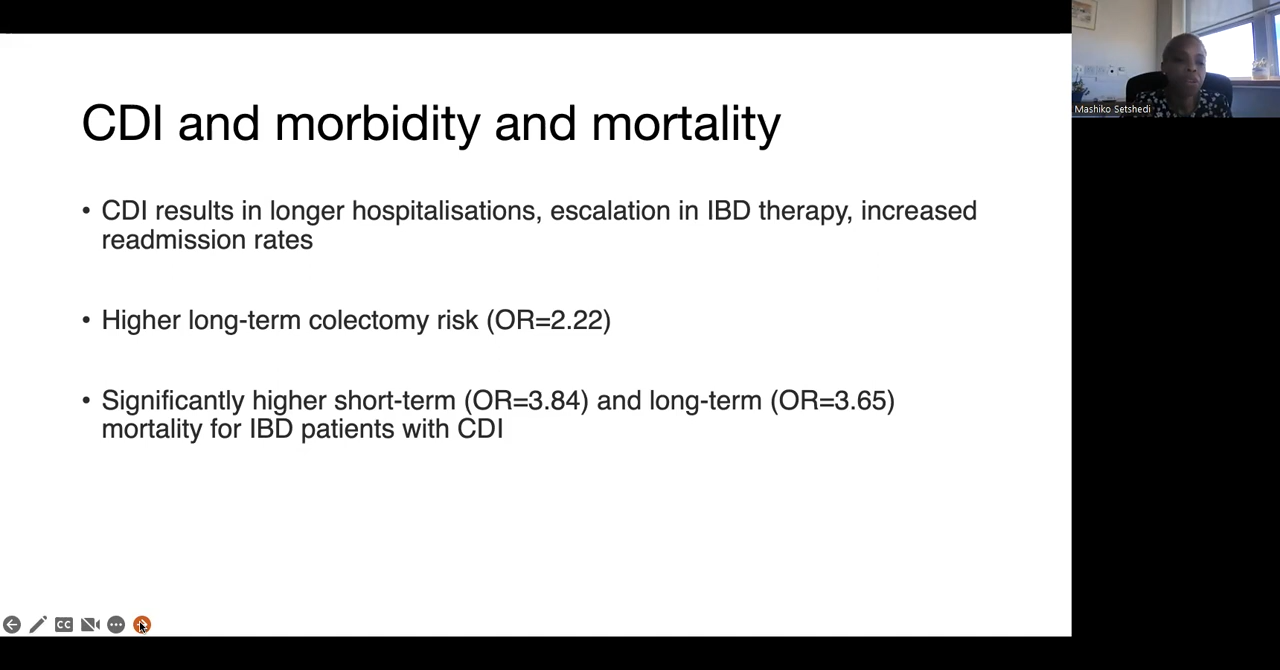 CDI and morbidity and mortality
• CDI results in longer hospitalisations, escalation in IBD therapy, increased
readmission rates
• Higher long-term colectomy risk (OR=2.22)
• Significantly higher short-term (OR=3.84) and long-term (OR=3.65)
mortality for IBD patients with CDI
Mashiko Setshedi
CC